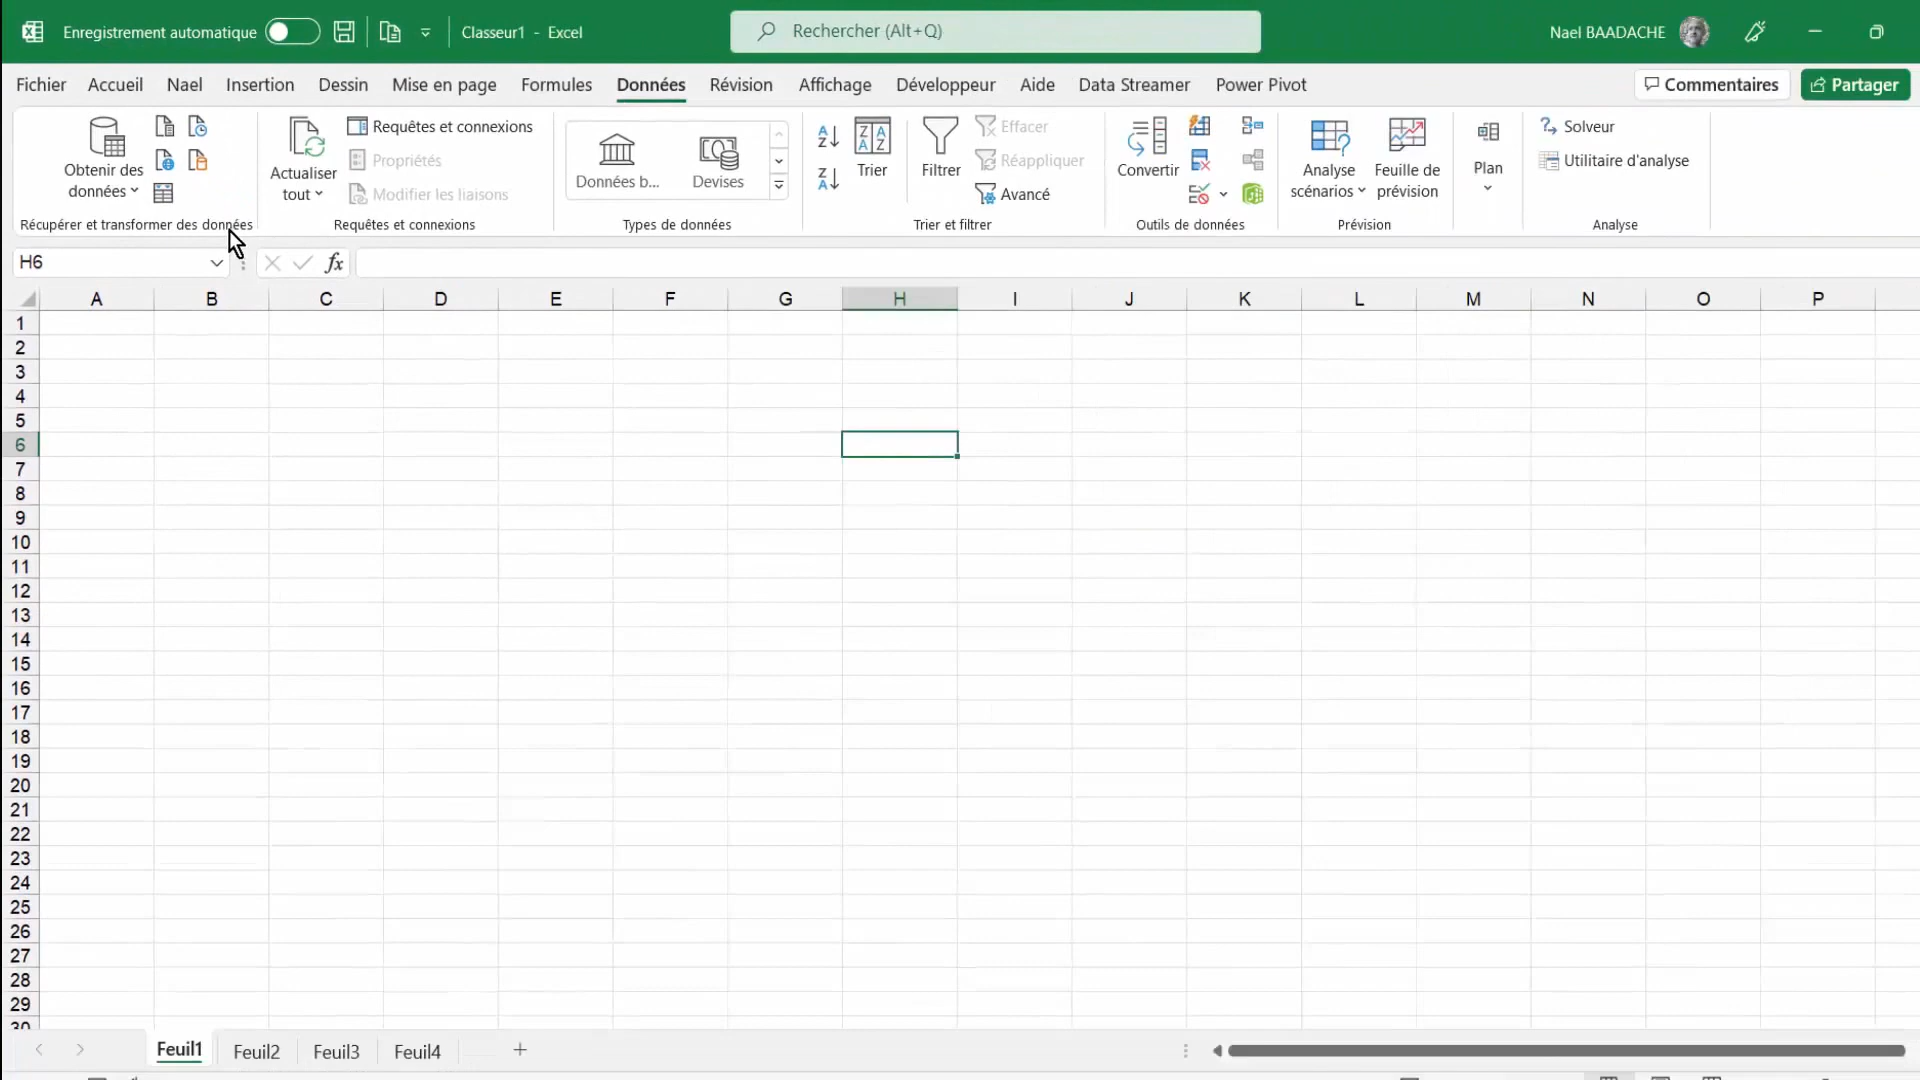 Enregistrement automatique Classeur1 - Excel Rechercher (Alt+Q) Nael BAADACHE
Fichier Accueil Nael Insertion Dessin Mise en page Formules Données Révision Affichage Développeur Aide Data Streamer Power Pivot Commentaires Partager
Obtenir des données
Récupérer et transformer des données
Actualiser tout
Requêtes et connexions
Propriétés
Modifier les liaisons
Requêtes et connexions
Données b... Devises
Types de données
Trier
Filtrer
Effacer
Réappliquer
Avancé
Trier et filtrer
Convertir
Outils de données
Analyse scénarios
Feuille de prévision
Prévision
Plan
Solveur
Utilitaire d'analyse
Analyse
H6 fx
A B C D E F G H I J K L M N O P
1
2
3
4
5
6
7
8
9
10
11
12
13
14
15
16
17
18
19
20
21
22
23
24
25
26
27
28
29
30
Feuil1 Feuil2 Feuil3 Feuil4